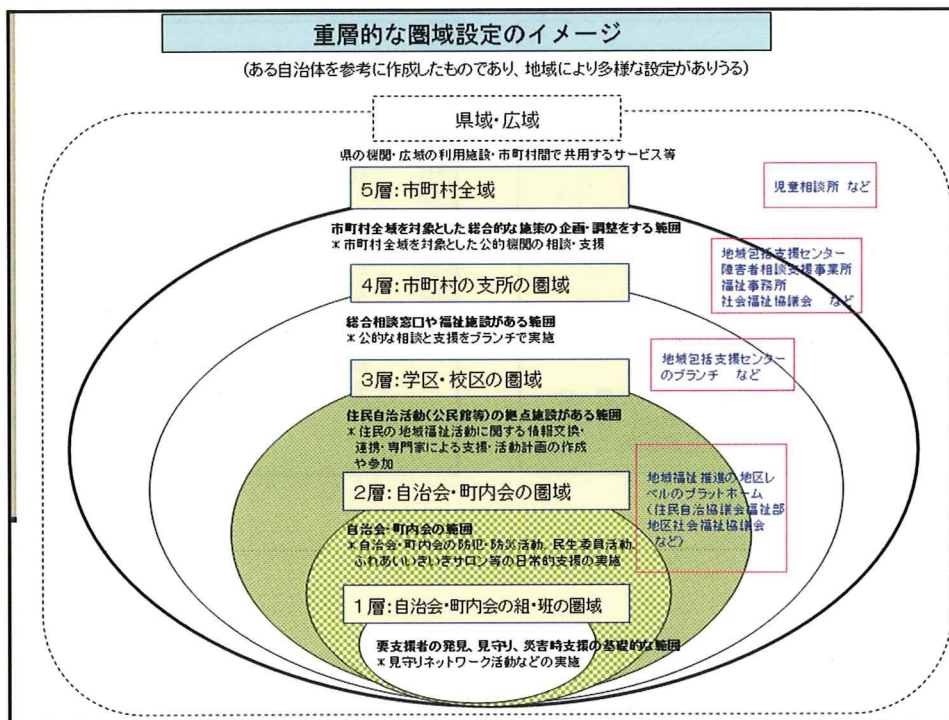 重層的な圏域設定のイメージ
(ある自治体を参考に作成したものであり、地域により多様な設定がありうる)
県域・広域
県の機関・広域の利用施設・市町村間で共用するサービス等
5層:市町村全域
児童相談所 など
市町村全域を対象とした総合的な施策の企画・調整をする範囲
＊市町村全域を対象とした公的機関の相談・支援
地域包括支援センター
障害者相談支援事業所
福祉事務所
社会福祉協議会 など
4層:市町村の支所の圏域
総合相談窓口や福祉施設がある範囲
＊公的な相談と支援をブランチで実施
地域包括支援センター
のブランチ など
3層:学区・校区の圏域
住民自治活動(公民館等)の拠点施設がある範囲
＊住民の地域福祉活動に関する情報交換・
連携・専門家による支援・活動計画の作成
や参加
地域福祉推進の地区レ
ベルのプラットホーム
(住民自治協議会福祉部
地区社会福祉協議会
など)
2層:自治会・町内会の圏域
自治会・町内会の範囲
＊自治会・町内会の防犯・防災活動、民生委員活動、
ふれあいいきいきサロン等の日常的支援の実施
1層:自治会・町内会の組・班の圏域
要支援者の発見、見守り、災害時支援の基礎的な範囲
＊見守りネットワーク活動などの実施